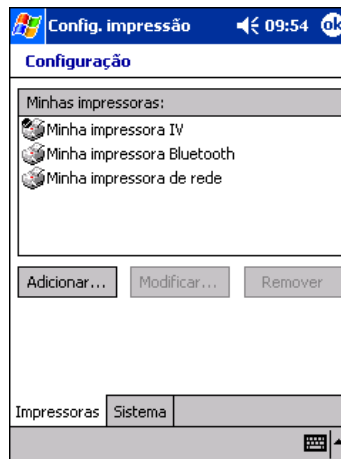 Config. impressão 09:54 ok
Configuração
Minhas impressoras:
Minha impressora IV
Minha impressora Bluetooth
Minha impressora de rede
Adicionar... Modificar... Remover
Impressoras Sistema